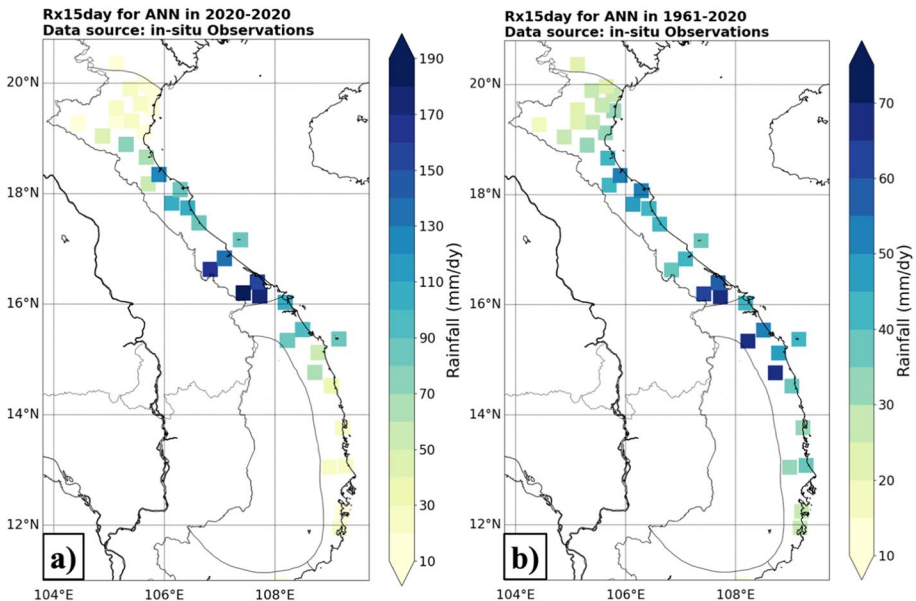 Rx15day for ANN in 2020-2020
Data source: in-situ Observations
20°N
18°N
16°N
14°N
12°N
104°E
106°E
108°E
190
170
150
130
110
90
70
50
30
10
Rainfall (mm/dy)
a)
Rx15day for ANN in 1961-2020
Data source: in-situ Observations
20°N
18°N
16°N
14°N
12°N
104°E
106°E
108°E
70
60
50
40
30
20
10
Rainfall (mm/dy)
b)